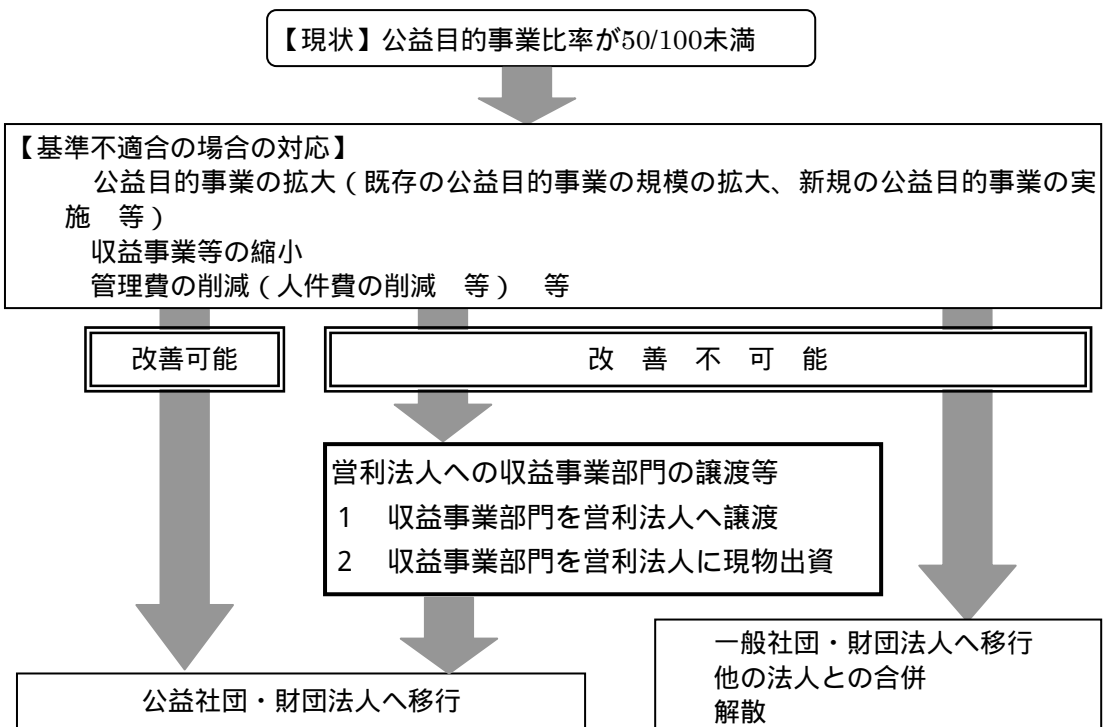 【現状】公益目的事業比率が50/100未満
【基準不適合の場合の対応】
公益目的事業の拡大(既存の公益目的事業の規模の拡大、新規の公益目的事業の実
施　等)
収益事業等の縮小
管理費の削減(人件費の削減　等)　等
改善可能
改　善　不　可　能
営利法人への収益事業部門の譲渡等
1　収益事業部門を営利法人へ譲渡
2　収益事業部門を営利法人に現物出資
公益社団・財団法人へ移行
一般社団・財団法人へ移行
他の法人との合併
解散